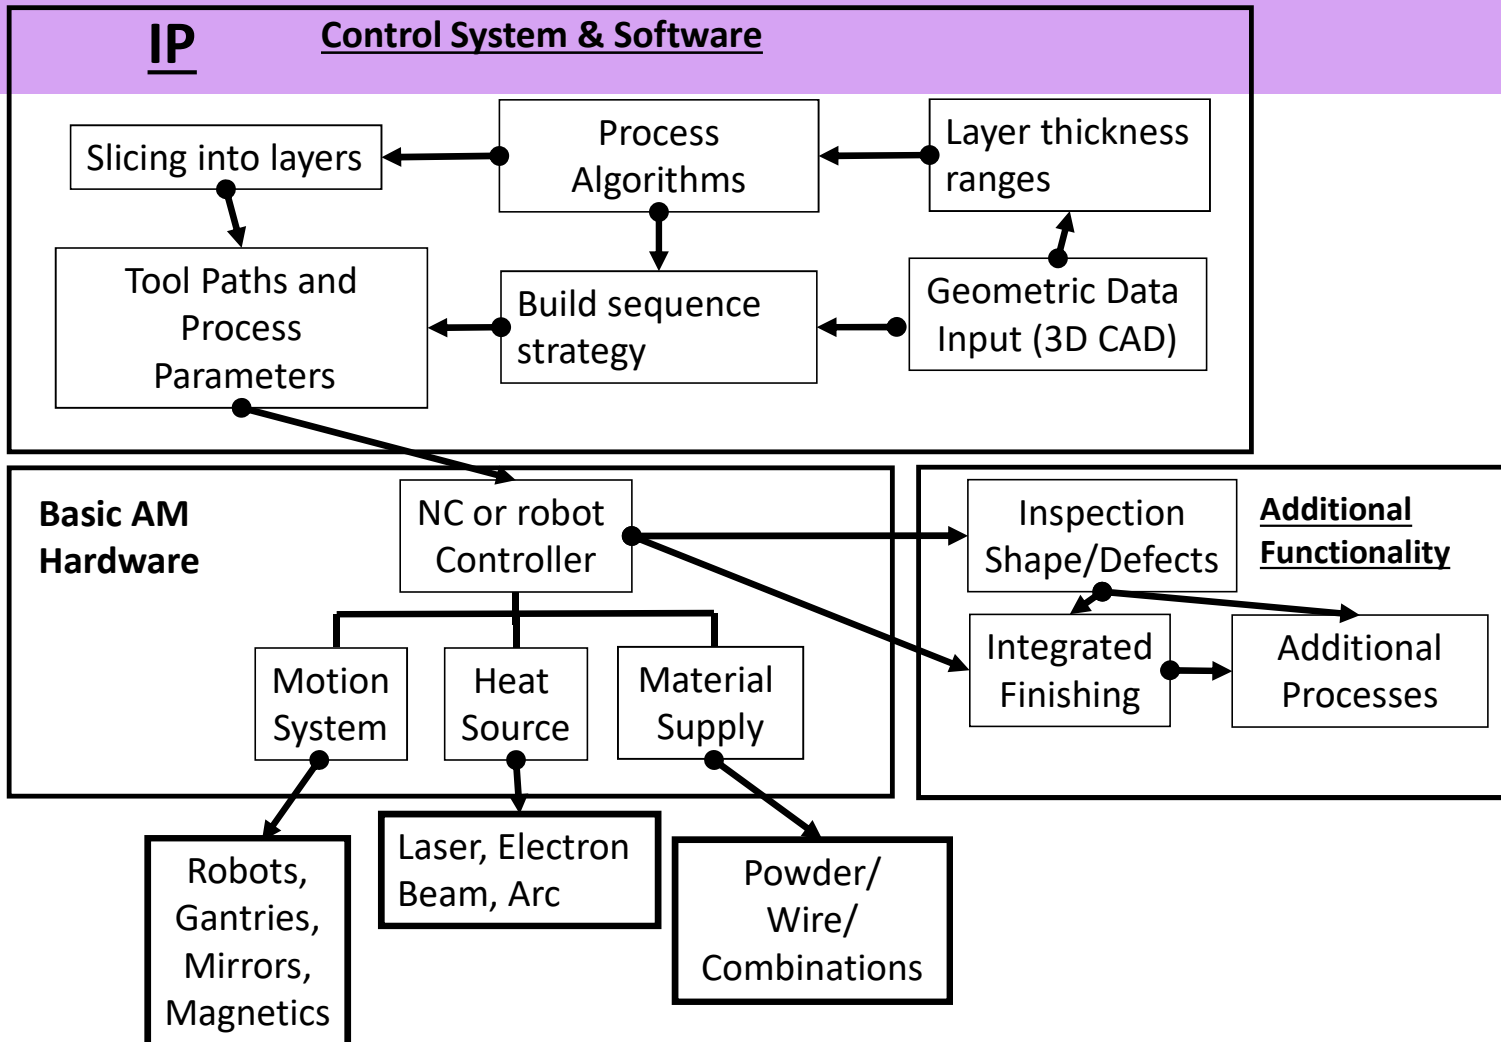 IP
Control System & Software
Slicing into layers
Process
Algorithms
Layer thickness
ranges
Tool Paths and
Process
Parameters
Build sequence
strategy
Geometric Data
Input (3D CAD)
Basic AM
Hardware
NC or robot
Controller
Inspection
Shape/Defects
Additional
Functionality
Motion
System
Heat
Source
Material
Supply
Integrated
Finishing
Additional
Processes
Robots,
Gantries,
Mirrors,
Magnetics
Laser, Electron
Beam, Arc
Powder/
Wire/
Combinations